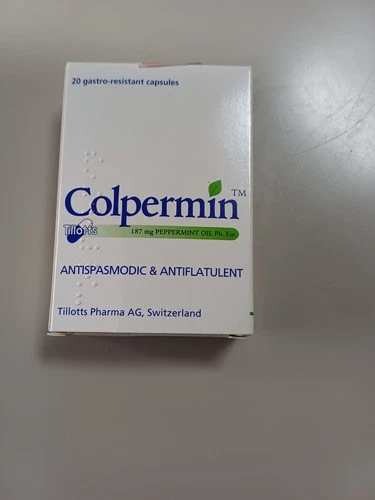 20 gastro-resistant capsules
Colpermin™
Tillotts
187 mg PEPPERMINT OIL Ph. Eur
ANTISPASMODIC & ANTIFLATULENT
Tillotts Pharma AG, Switzerland